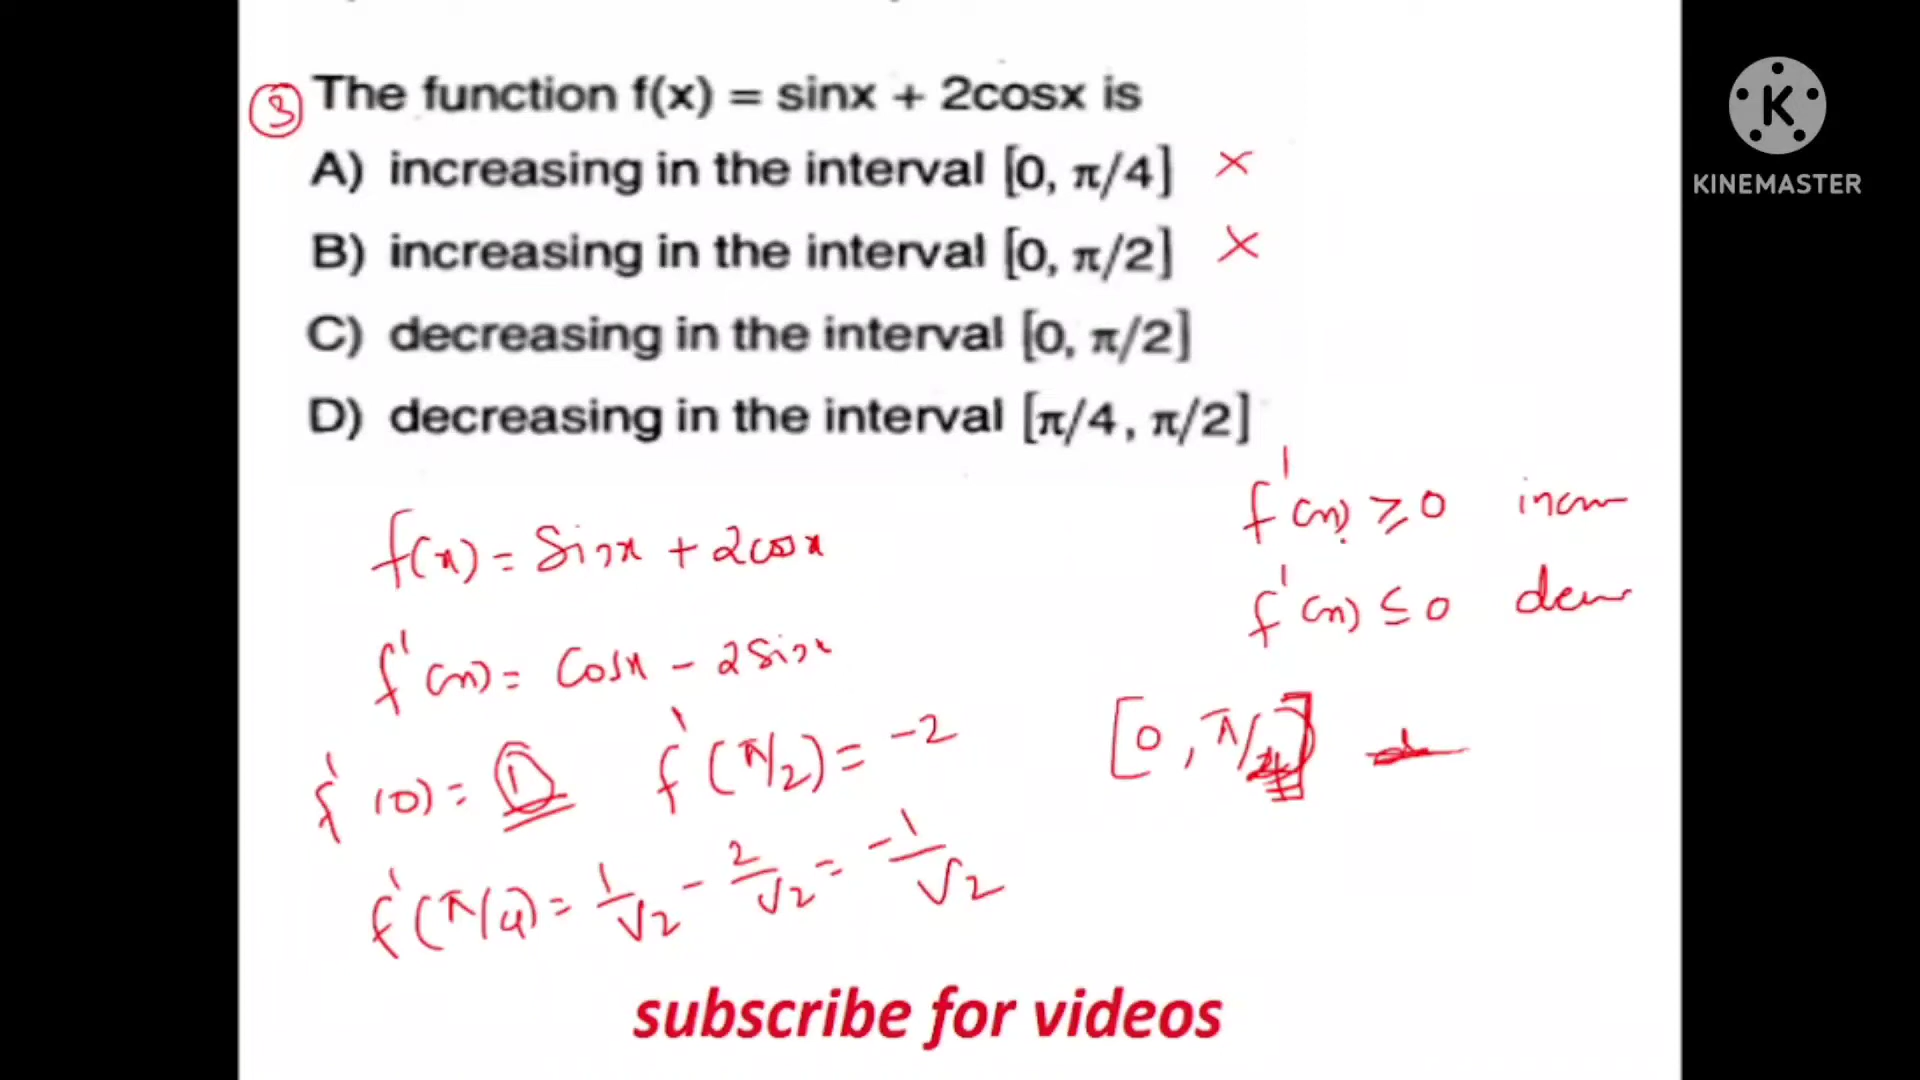 ③ The function f(x) = sinx + 2cosx is
A) increasing in the interval [0, π/4] ×
B) increasing in the interval [0, π/2] ×
C) decreasing in the interval [0, π/2]
D) decreasing in the interval [π/4, π/2]
f(x) = Sinx + 2cosx
f'(x) = Cosx - 2Sinx
f'(0) = 1 f'(π/2) = -2
f'(π/4) = 1/√2 - 2/√2 = -1/√2
f'(x) ≥ 0
f'(x) ≤ 0
[0, π/
subscribe for videos
K
KINEMASTER